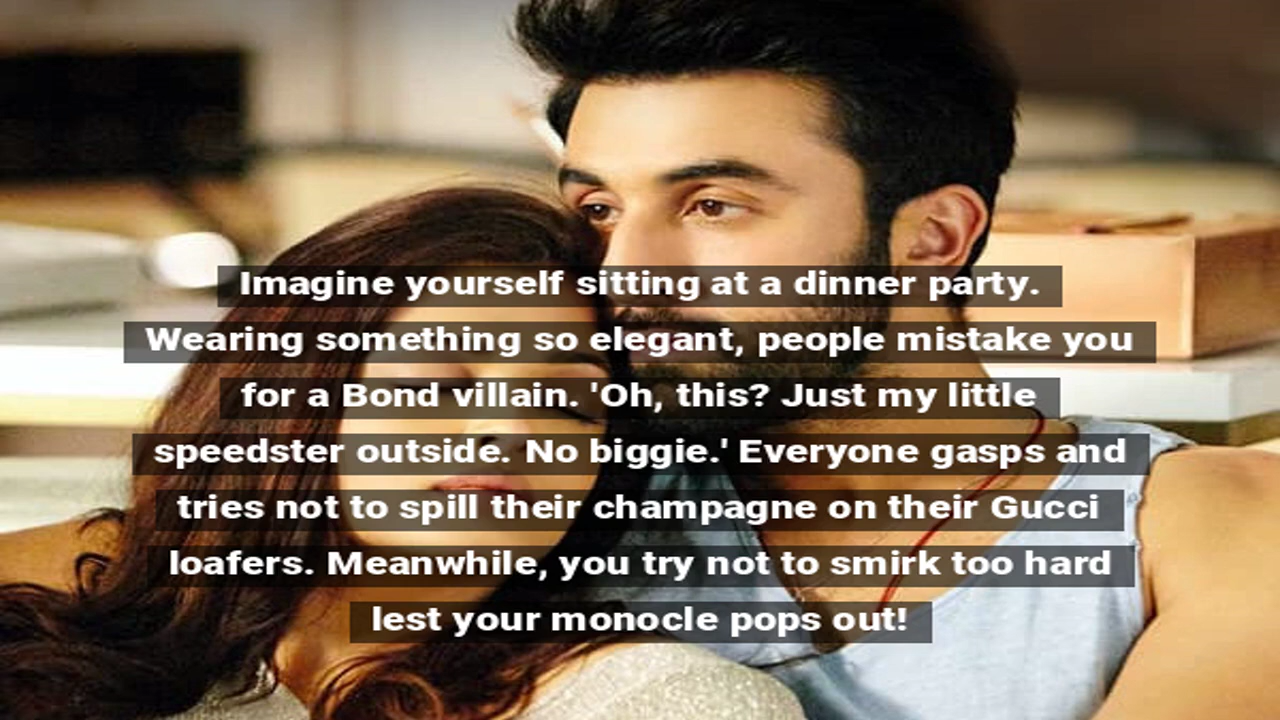 Imagine yourself sitting at a dinner party.
Wearing something so elegant, people mistake you
for a Bond villain. 'Oh, this? Just my little
speedster outside. No biggie.' Everyone gasps and
tries not to spill their champagne on their Gucci
loafers. Meanwhile, you try not to smirk too hard
lest your monocle pops out!